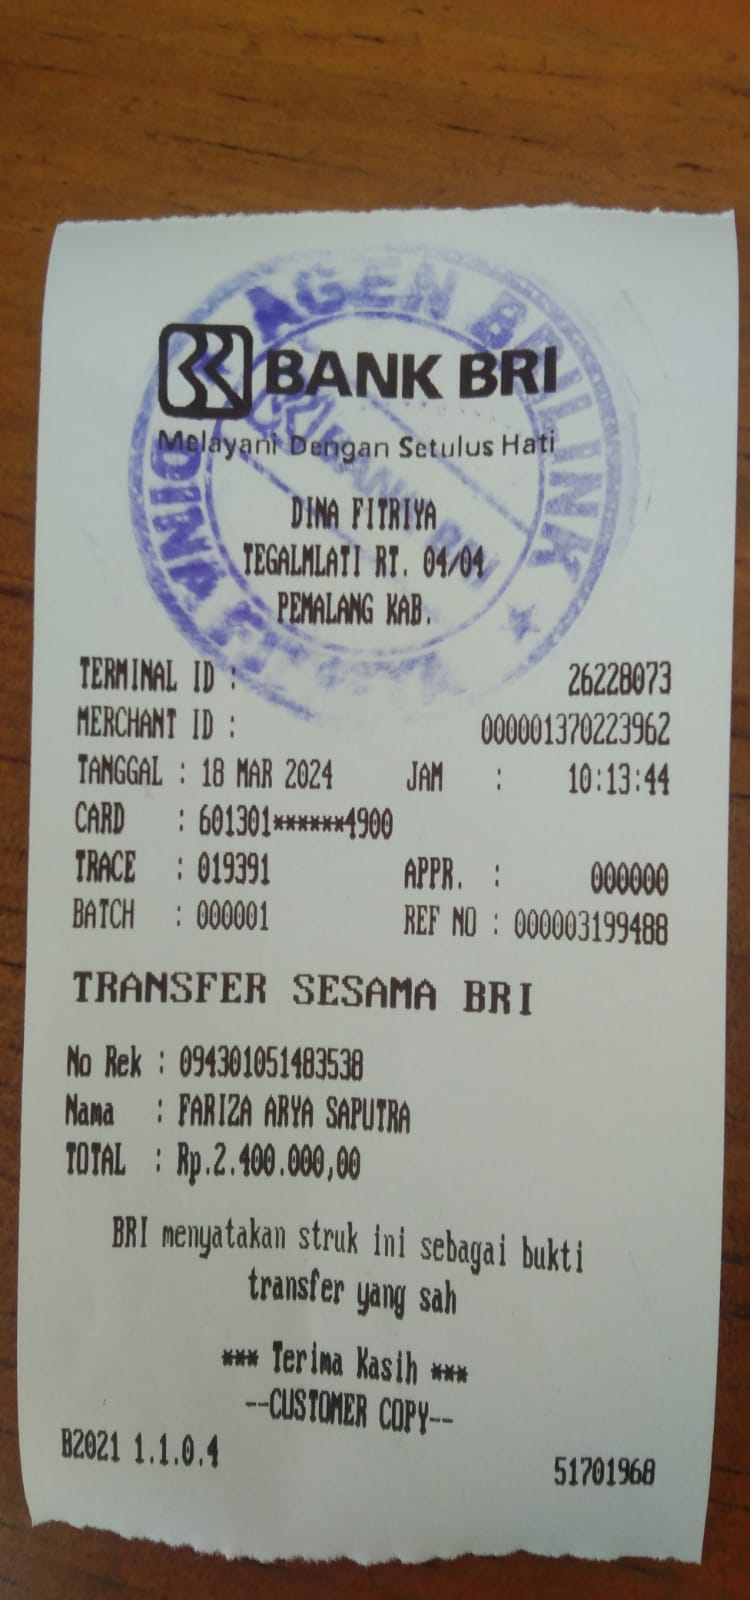 AGEN BRILINK
BANK BRI
Melayani Dengan Setulus Hati
DINA FITRIYA
TEGALMLATI RT. 04/04
PEMALANG KAB.
TERMINAL ID : 26228073
MERCHANT ID : 000001370223962
TANGGAL : 18 MAR 2024 JAM : 10:13:44
CARD : 601301******4900
TRACE : 019391 APPR. : 000000
BATCH : 000001 REF NO : 000003199488
TRANSFER SESAMA BRI
No Rek : 094301051483538
Nama : FARIZA ARYA SAPUTRA
TOTAL : Rp.2.400.000,00
BRI menyatakan struk ini sebagai bukti
transfer yang sah
*** Terima Kasih ***
--CUSTOMER COPY--
B2021 1.1.0.4 51701968